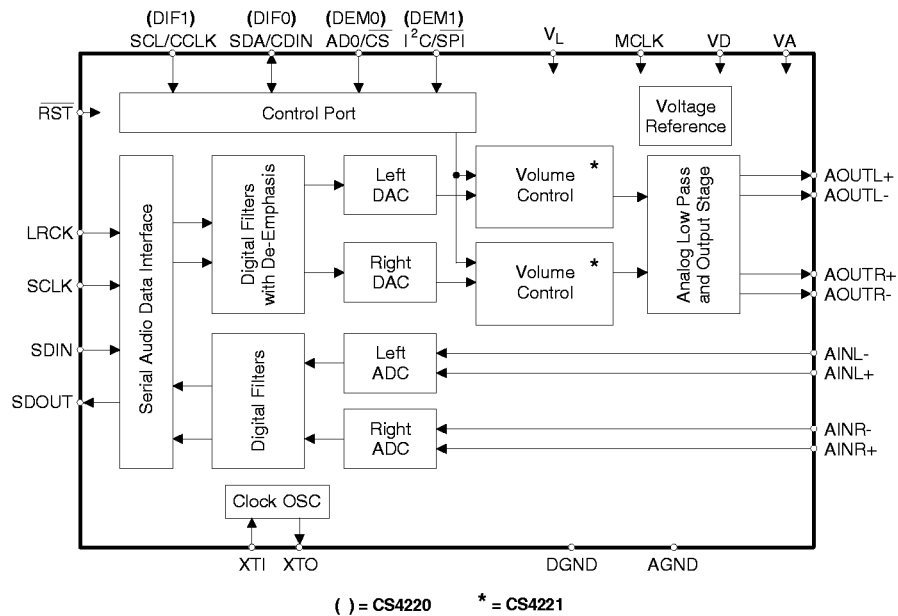 (DIF1) (DIF0) (DEM0) (DEM1)
SCL/CCLK SDA/CDIN AD0/C̅S̅ I²C/S̅P̅I̅ VL MCLK VD VA
R̅S̅T̅
Control Port
Voltage
Reference
Serial Audio Data Interface
Digital Filters
with De-Emphasis
Left
DAC
Volume
Control
*
Analog Low Pass
and Output Stage
AOUTL+
AOUTL-
LRCK
Right
DAC
Volume
Control
*
SCLK
AOUTR+
AOUTR-
SDIN
SDOUT
Digital Filters
Left
ADC
AINL-
AINL+
Right
ADC
AINR-
AINR+
Clock OSC
XTI XTO DGND AGND
( ) = CS4220 * = CS4221